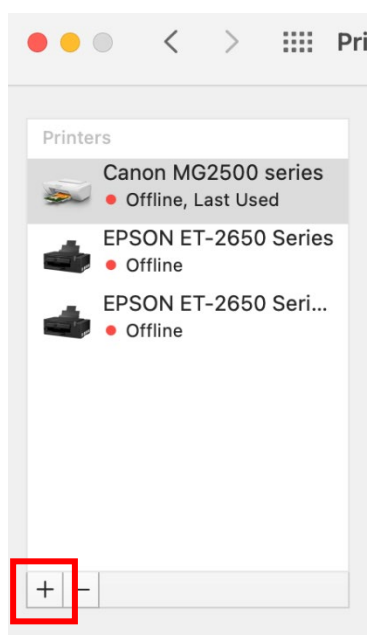 Pri
Printers
Canon MG2500 series
Offline, Last Used
EPSON ET-2650 Series
Offline
EPSON ET-2650 Seri...
Offline
+ −